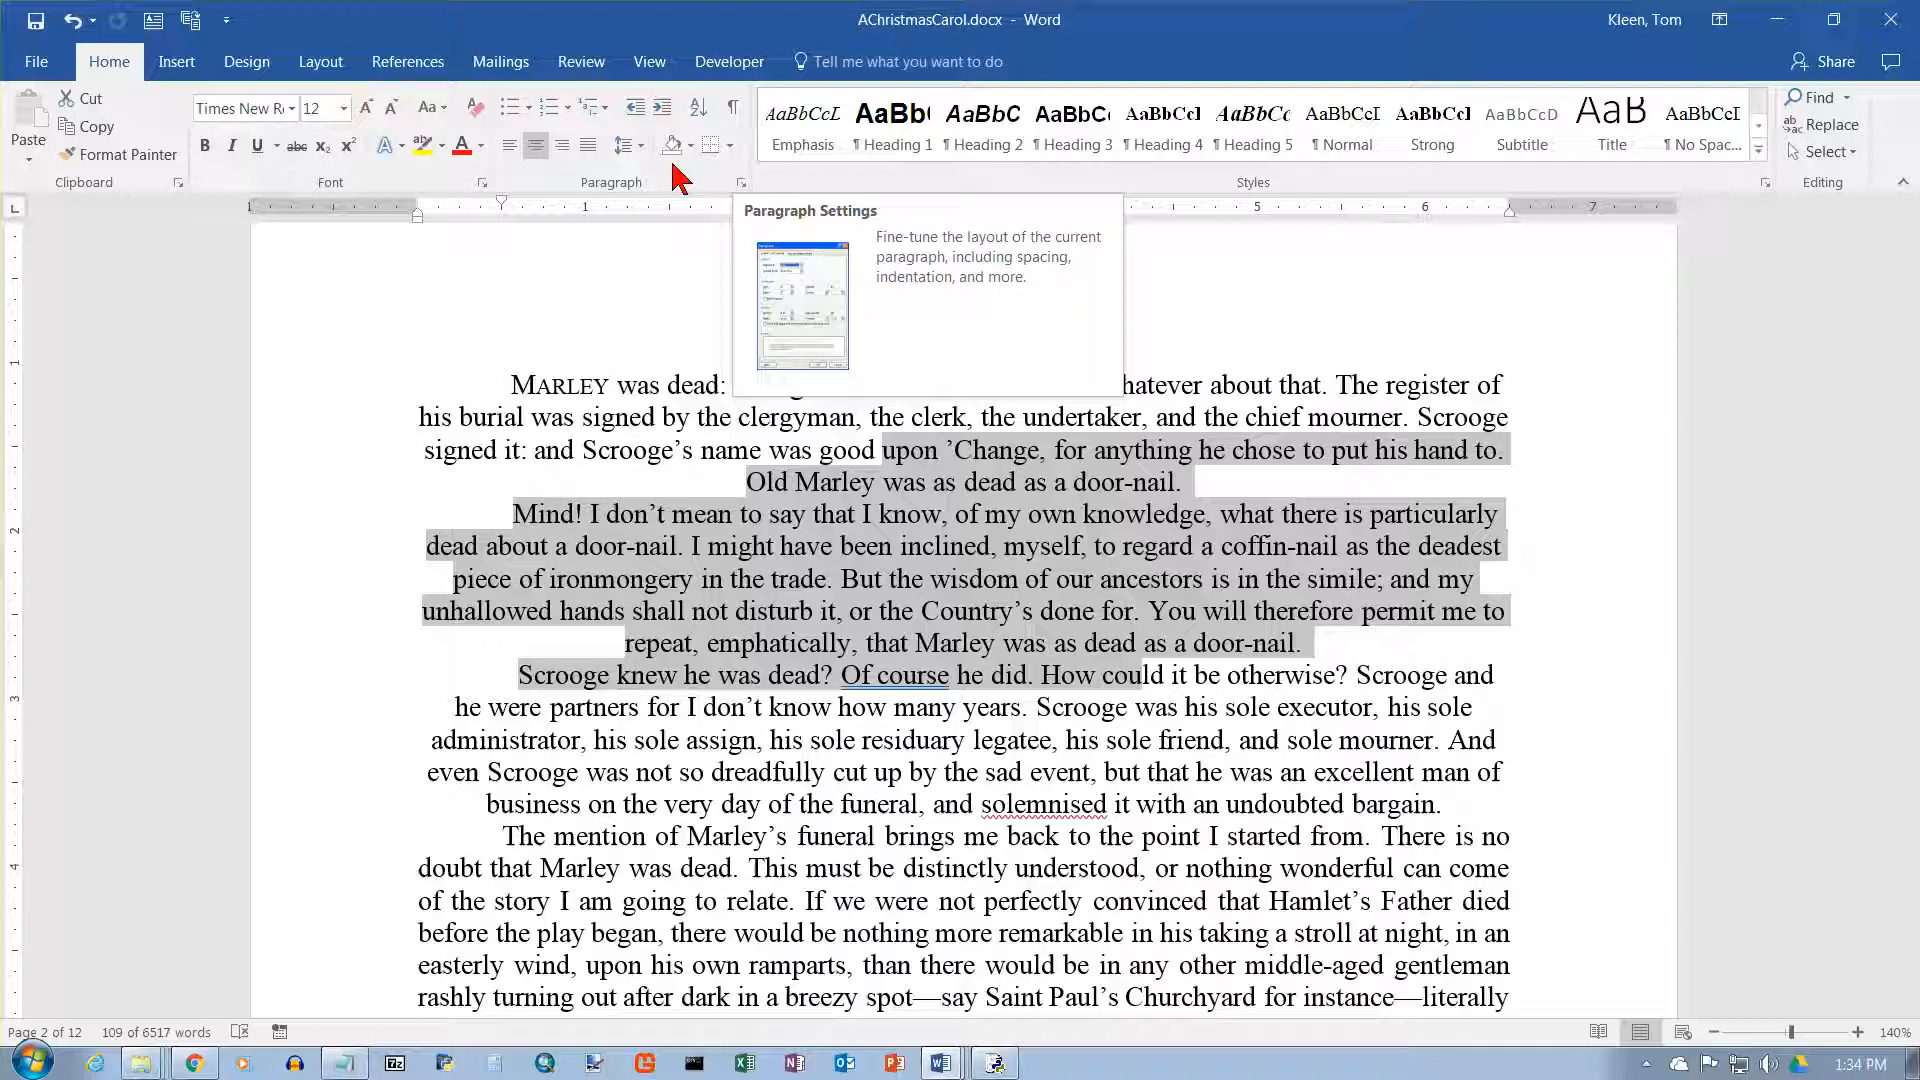 AChristmasCarol.docx - Word
Kleen, Tom
File Home Insert Design Layout References Mailings Review View Developer Tell me what you want to do
Share
Paste
Cut
Copy
Format Painter
Clipboard
Times New R 12
Font
Paragraph
AaBbCcL AaBb( AaBbC AaBbC( AaBbCcI AaBbCc AaBbCcI AaBbCcI AaBbCcD AaB AaBbCcI
Emphasis ¶ Heading 1 ¶ Heading 2 ¶ Heading 3 ¶ Heading 4 ¶ Heading 5 ¶ Normal Strong Subtitle Title ¶ No Spac...
Styles
Find
Replace
Select
Editing
1 5 6 7
Paragraph Settings
Fine-tune the layout of the current
paragraph, including spacing,
indentation, and more.
MARLEY was dead: hatever about that. The register of
his burial was signed by the clergyman, the clerk, the undertaker, and the chief mourner. Scrooge
signed it: and Scrooge’s name was good upon ’Change, for anything he chose to put his hand to.
Old Marley was as dead as a door-nail.
Mind! I don’t mean to say that I know, of my own knowledge, what there is particularly
dead about a door-nail. I might have been inclined, myself, to regard a coffin-nail as the deadest
piece of ironmongery in the trade. But the wisdom of our ancestors is in the simile; and my
unhallowed hands shall not disturb it, or the Country’s done for. You will therefore permit me to
repeat, emphatically, that Marley was as dead as a door-nail.
Scrooge knew he was dead? Of course he did. How could it be otherwise? Scrooge and
he were partners for I don’t know how many years. Scrooge was his sole executor, his sole
administrator, his sole assign, his sole residuary legatee, his sole friend, and sole mourner. And
even Scrooge was not so dreadfully cut up by the sad event, but that he was an excellent man of
business on the very day of the funeral, and solemnised it with an undoubted bargain.
The mention of Marley’s funeral brings me back to the point I started from. There is no
doubt that Marley was dead. This must be distinctly understood, or nothing wonderful can come
of the story I am going to relate. If we were not perfectly convinced that Hamlet’s Father died
before the play began, there would be nothing more remarkable in his taking a stroll at night, in an
easterly wind, upon his own ramparts, than there would be in any other middle-aged gentleman
rashly turning out after dark in a breezy spot—say Saint Paul’s Churchyard for instance—literally
1
2
3
4
Page 2 of 12 109 of 6517 words
140%
1:34 PM